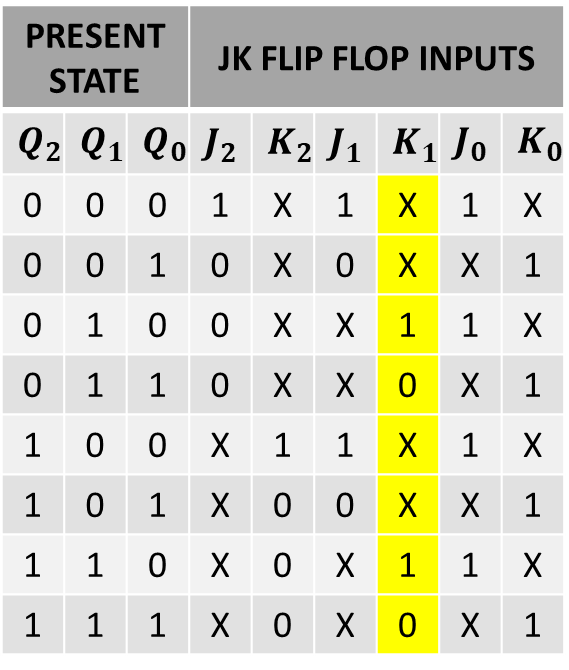 PRESENT STATE JK FLIP FLOP INPUTS
Q₂ Q₁ Q₀ J₂ K₂ J₁ K₁ J₀ K₀
0 0 0 1 X 1 X 1 X
0 0 1 0 X 0 X X 1
0 1 0 0 X X 1 1 X
0 1 1 0 X X 0 X 1
1 0 0 X 1 1 X 1 X
1 0 1 X 0 0 X X 1
1 1 0 X 0 X 1 1 X
1 1 1 X 0 X 0 X 1